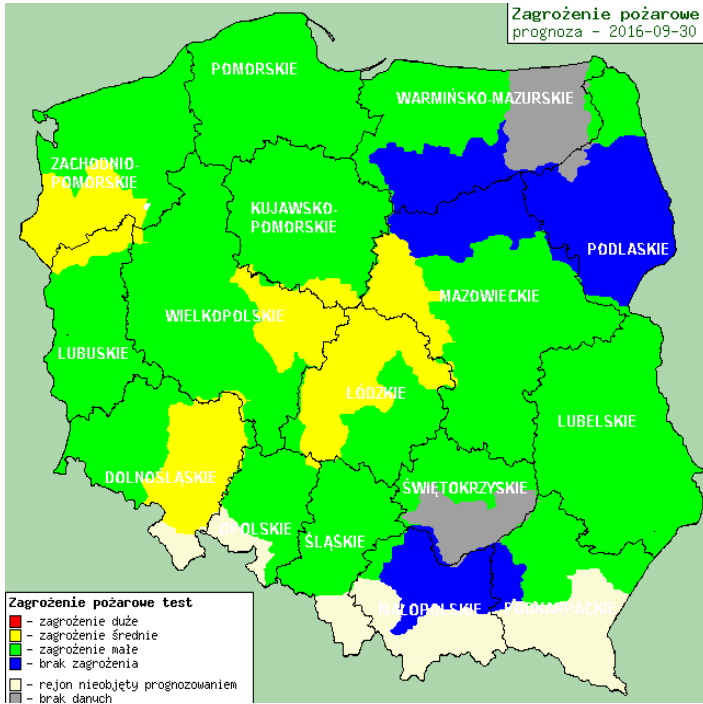 Zagrożenie pożarowe
prognoza - 2016-09-30
POMORSKIE
WARMIŃSKO-MAZURSKIE
ZACHODNIO-
POMORSKIE
KUJAWSKO-
POMORSKIE
PODLASKIE
MAZOWIECKIE
WIELKOPOLSKIE
LUBUSKIE
ŁÓDZKIE
LUBELSKIE
DOLNOŚLĄSKIE
ŚWIĘTOKRZYSKIE
OPOLSKIE
ŚLĄSKIE
MAŁOPOLSKIE
PODKARPACKIE
Zagrożenie pożarowe test
- zagrożenie duże
- zagrożenie średnie
- zagrożenie małe
- brak zagrożenia
- rejon nieobjęty prognozowaniem
- brak danych